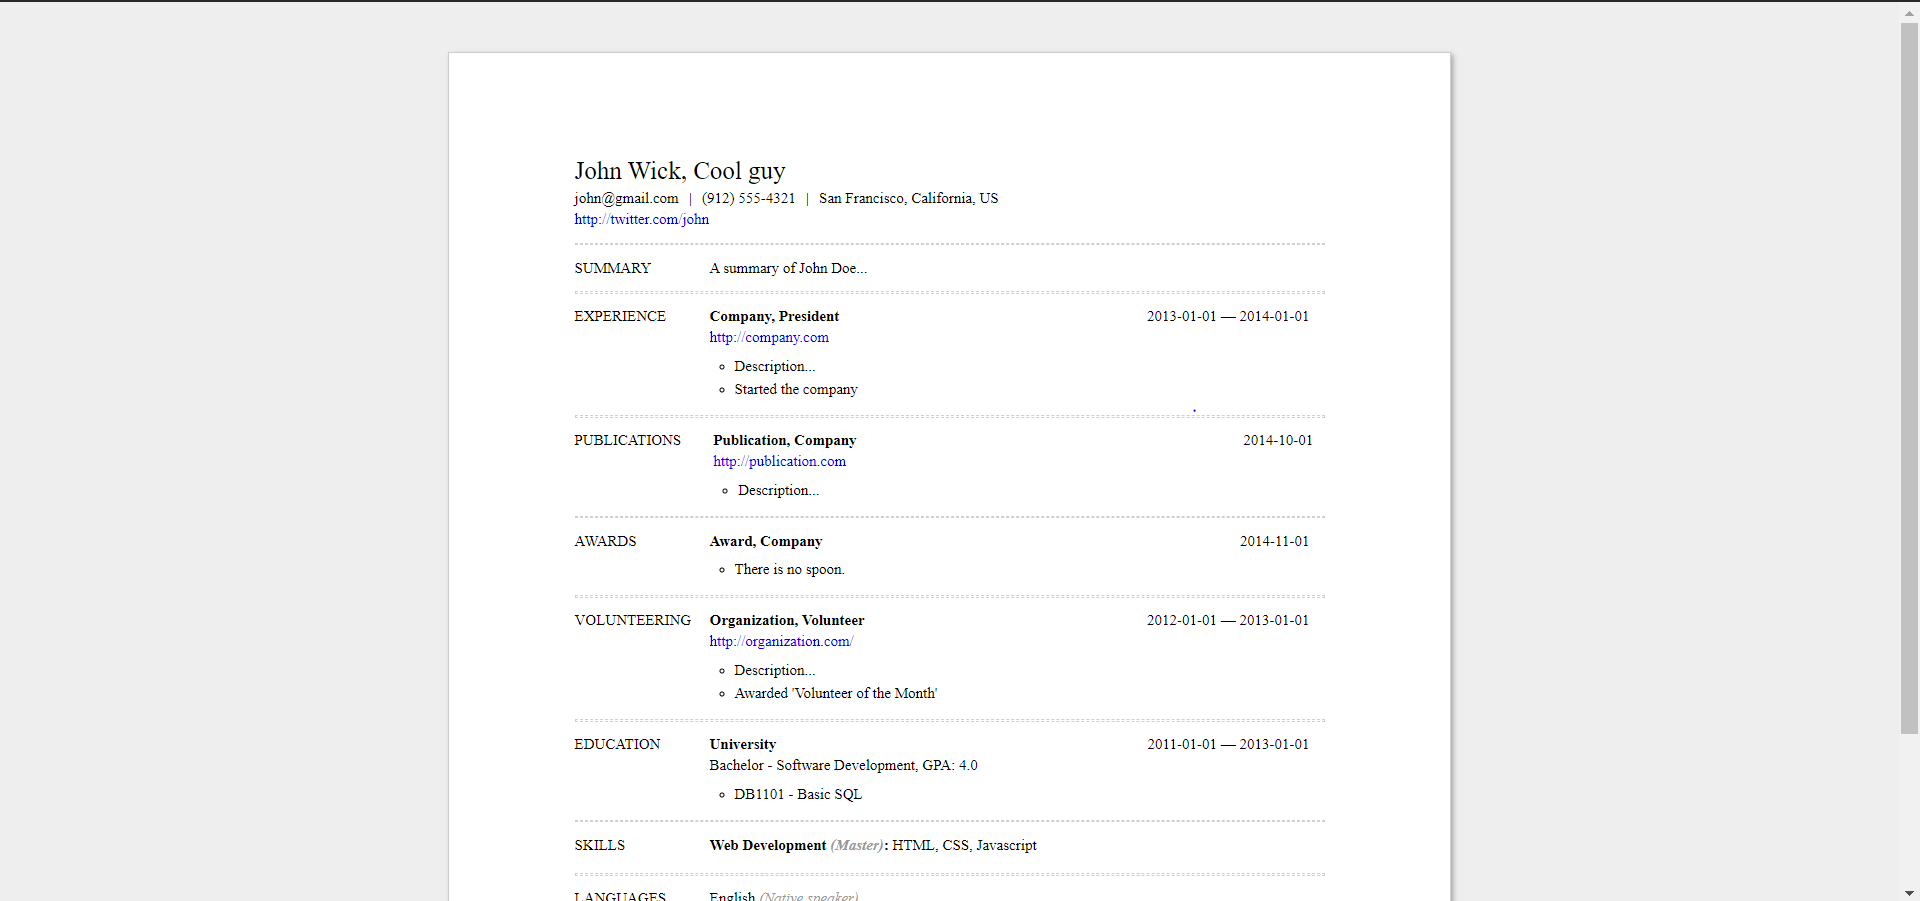 John Wick, Cool guy
john@gmail.com | (912) 555-4321 | San Francisco, California, US
http://twitter.com/john
SUMMARY A summary of John Doe...
EXPERIENCE Company, President 2013-01-01 — 2014-01-01
http://company.com
Description...
Started the company
PUBLICATIONS Publication, Company 2014-10-01
http://publication.com
Description...
AWARDS Award, Company 2014-11-01
There is no spoon.
VOLUNTEERING Organization, Volunteer 2012-01-01 — 2013-01-01
http://organization.com/
Description...
Awarded 'Volunteer of the Month'
EDUCATION University 2011-01-01 — 2013-01-01
Bachelor - Software Development, GPA: 4.0
DB1101 - Basic SQL
SKILLS Web Development (Master): HTML, CSS, Javascript
LANGUAGES English (Native speaker)